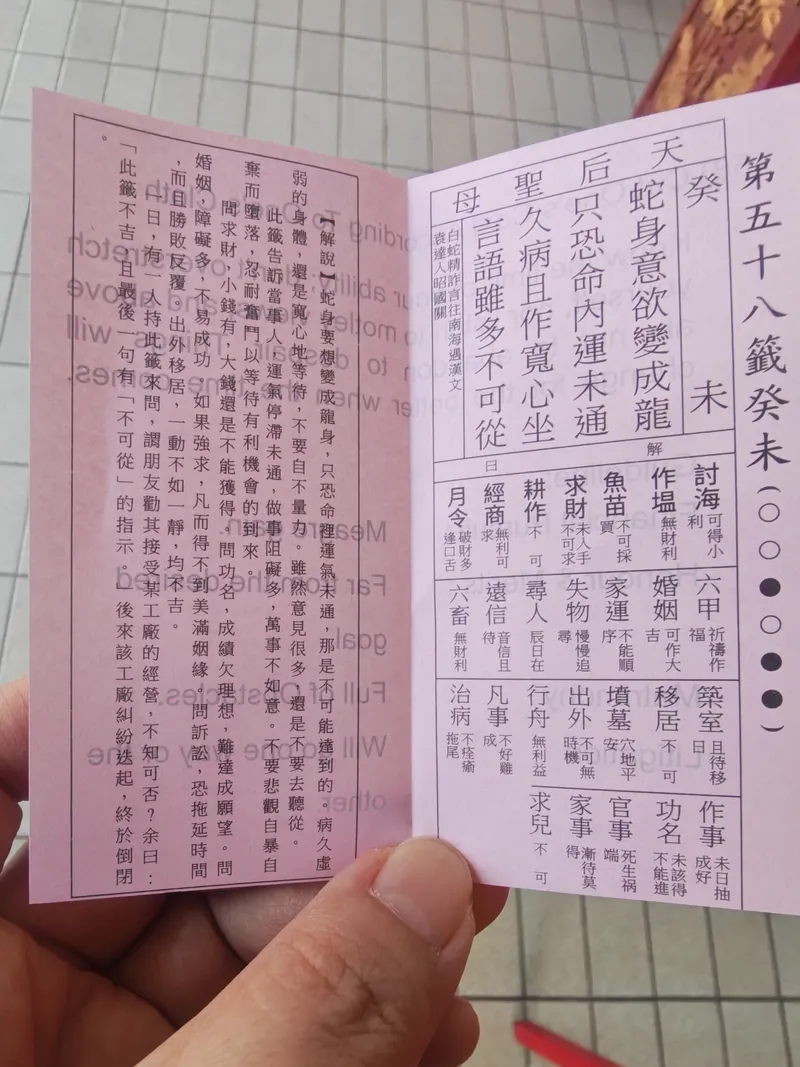 第五十八籤癸未(○○●○●●)
天后聖母
癸未
蛇身意欲變成龍
只恐命內運未通
久病且作寬心坐
言語雖多不可從
白蛇精詐言往南海遇漢文
袁達人昭國關
解曰
討海 可得小利
作塭 無財利
魚苗 不可採買
求財 未入手不可求
耕作 不可
經商 無利可求
月令 破財多逢口舌
六甲 祈禱作福
婚姻 可作大吉
家運 不能順序
失物 慢慢追尋
尋人 辰日在
遠信 音信且待
六畜 無財利
築室 且待移日
移居 不可
墳墓 穴地平安
出外 不可無時機
行舟 無利益
凡事 不好雞成
治病 不痊瘉拖尾
作事 未日抽成好
功名 未該得不能進
官事 死生禍端
家事 漸待莫得
求兒 不可
【解說】蛇身要想變成龍身,只恐命裡運氣未通,那是不可能達到的。病久虛
弱的身體,還是寬心地等待,不要自不量力。雖然意見很多,還是不要去聽從。
此籤告訴當事人,運氣停滯未通,做事阻礙多,萬事不如意。不要悲觀自暴自
棄而墮落,忍耐奮鬥以等待有利機會的到來。
問求財,小錢有,大錢還是不能獲得。問功名,成績欠理想,難達成願望。問
婚姻,障礙多,不易成功,如果強求,凡而得不到美滿姻緣。問訴訟,恐拖延時間
,而且勝敗反覆。出外移居,一動不如一靜,均不吉。
一日,有一人持此籤來問,謂朋友勸其接受某工廠的經營,不知可否?余曰:
「此籤不吉,且最後一句有「不可從」的指示。」後來該工廠糾紛迭起,終於倒閉
。